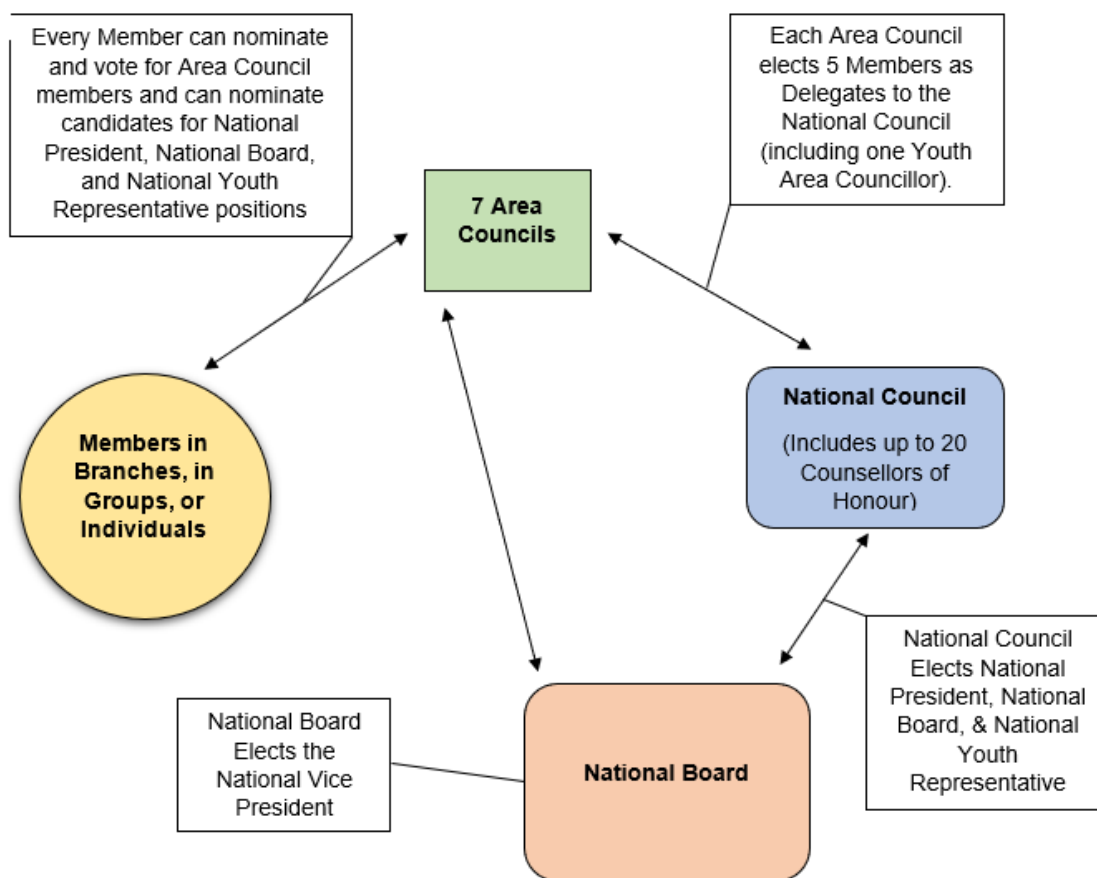 Every Member can nominate
and vote for Area Council
members and can nominate
candidates for National
President, National Board,
and National Youth
Representative positions
Each Area Council
elects 5 Members as
Delegates to the
National Council
(including one Youth
Area Councillor).
7 Area
Councils
Members in
Branches, in
Groups, or
Individuals
National Council
(Includes up to 20
Counsellors of
Honour)
National Council
Elects National
President, National
Board, & National
Youth
Representative
National Board
Elects the
National Vice
President
National Board